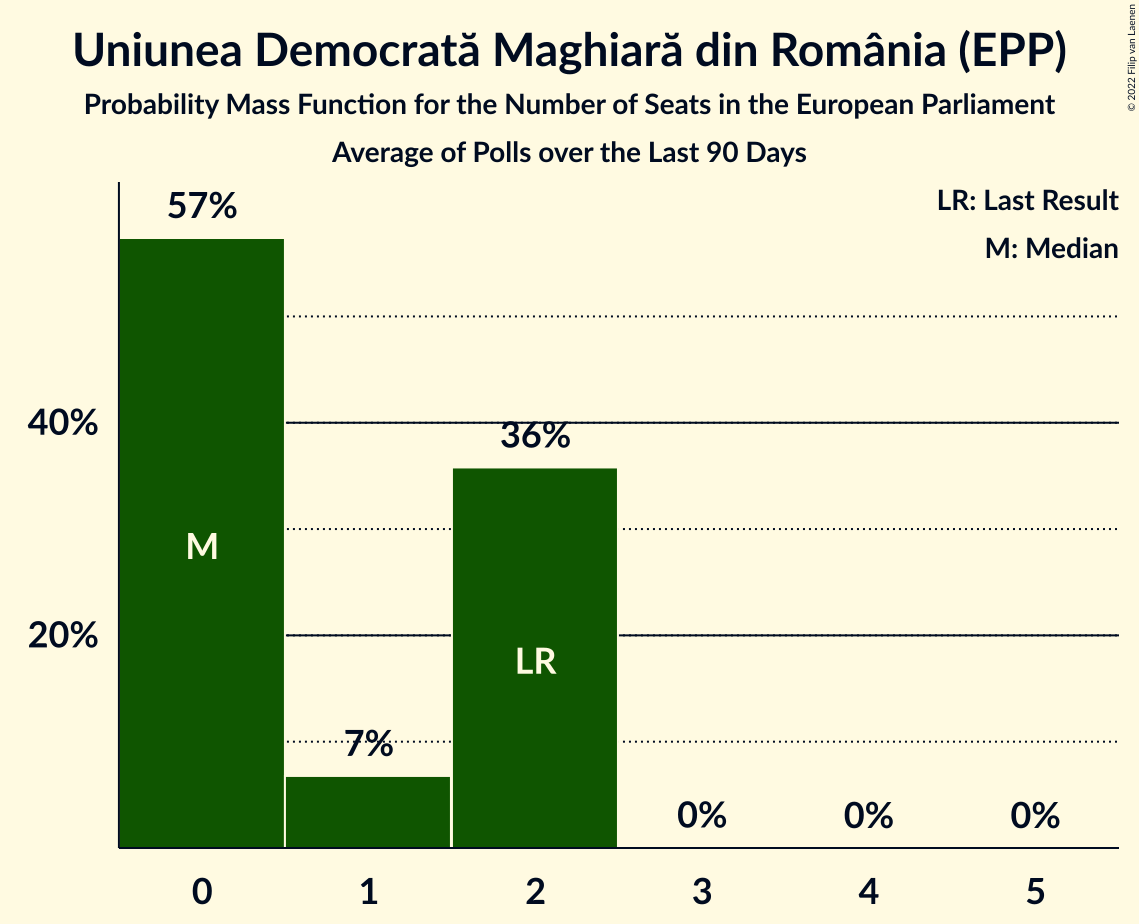 Uniunea Democrată Maghiară din România (EPP)
Probability Mass Function for the Number of Seats in the European Parliament
Average of Polls over the Last 90 Days
© 2022 Filip van Laenen
LR: Last Result
M: Median
57%
40%
36%
M
20%
LR
7%
0%
0%
0%
0
1
2
3
4
5